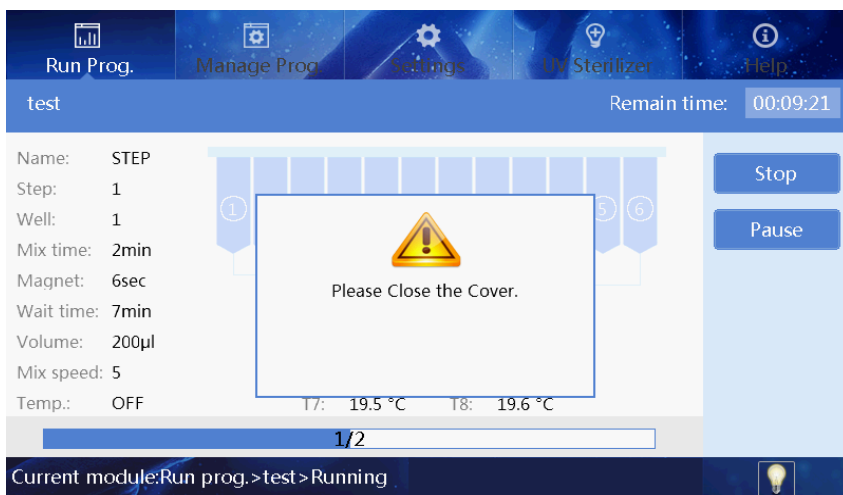 Run Prog. Manage Prog. Settings UV Sterilizer Help
test Remain time: 00:09:21
Name: STEP
Step: 1
Well: 1
Mix time: 2min
Magnet: 6sec
Wait time: 7min
Volume: 200μl
Mix speed: 5
Temp.: OFF
1 5 6
Please Close the Cover.
T7: 19.5 °C T8: 19.6 °C
Stop
Pause
1/2
Current module:Run prog.>test>Running